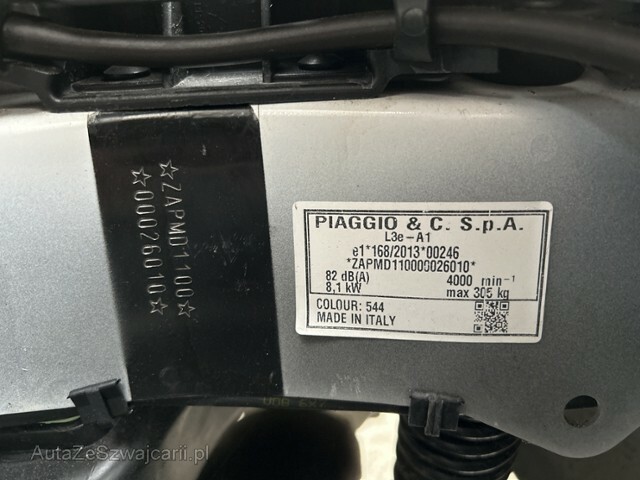 ☆ZAPMD1100☆
☆00026010☆
PIAGGIO & C. S.p.A.
L3e-A1
e1*168/2013*00246
*ZAPMD110000026010*
82 dB(A) 4000 min⁻¹
8,1 kW max 305 kg
COLOUR: 544
MADE IN ITALY
AutaZeSzwajcarii.pl